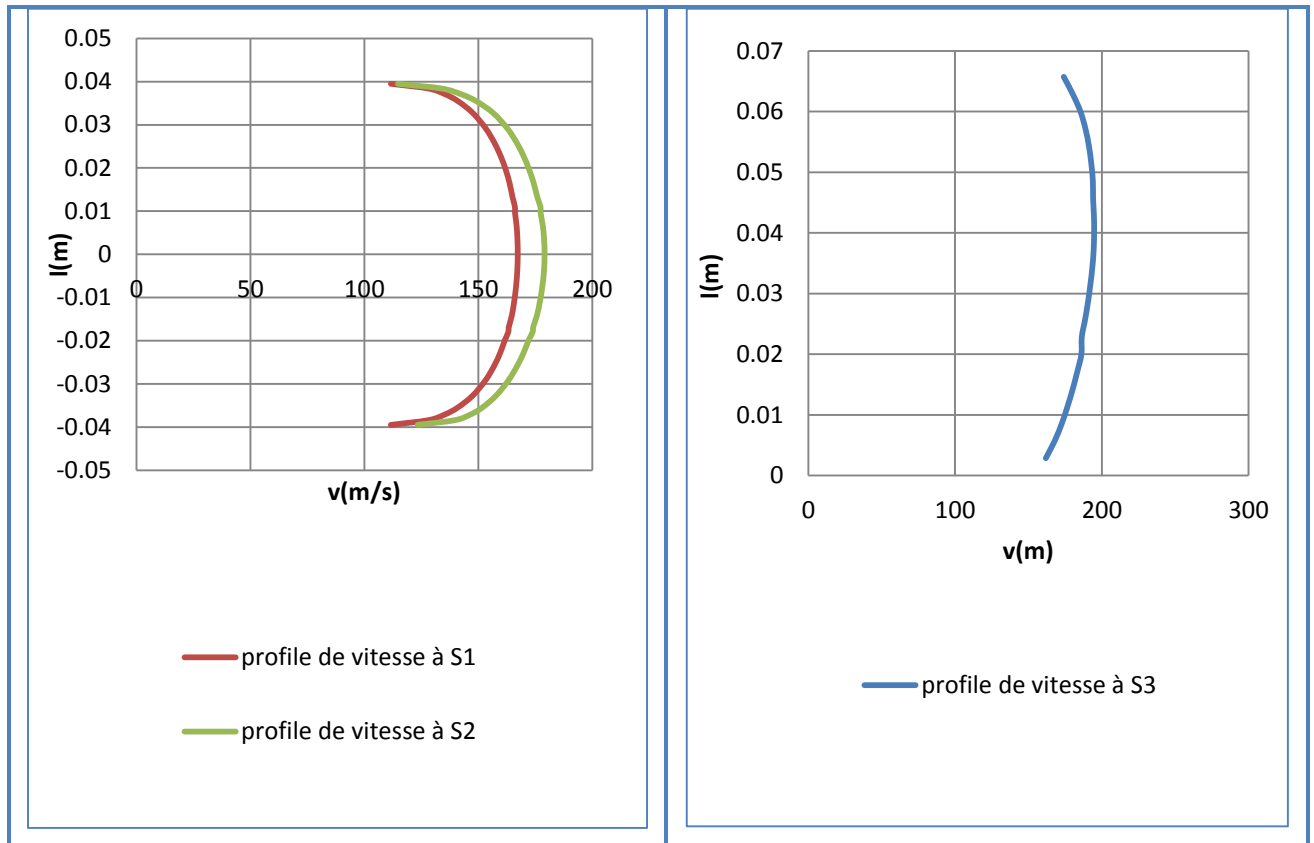 0.05
0.04
0.03
0.02
0.01
0
-0.01
-0.02
-0.03
-0.04
-0.05
l(m)
0 50 100 150 200
v(m/s)
profile de vitesse à S1
profile de vitesse à S2
0.07
0.06
0.05
0.04
0.03
0.02
0.01
0
l(m)
0 100 200 300
v(m)
profile de vitesse à S3